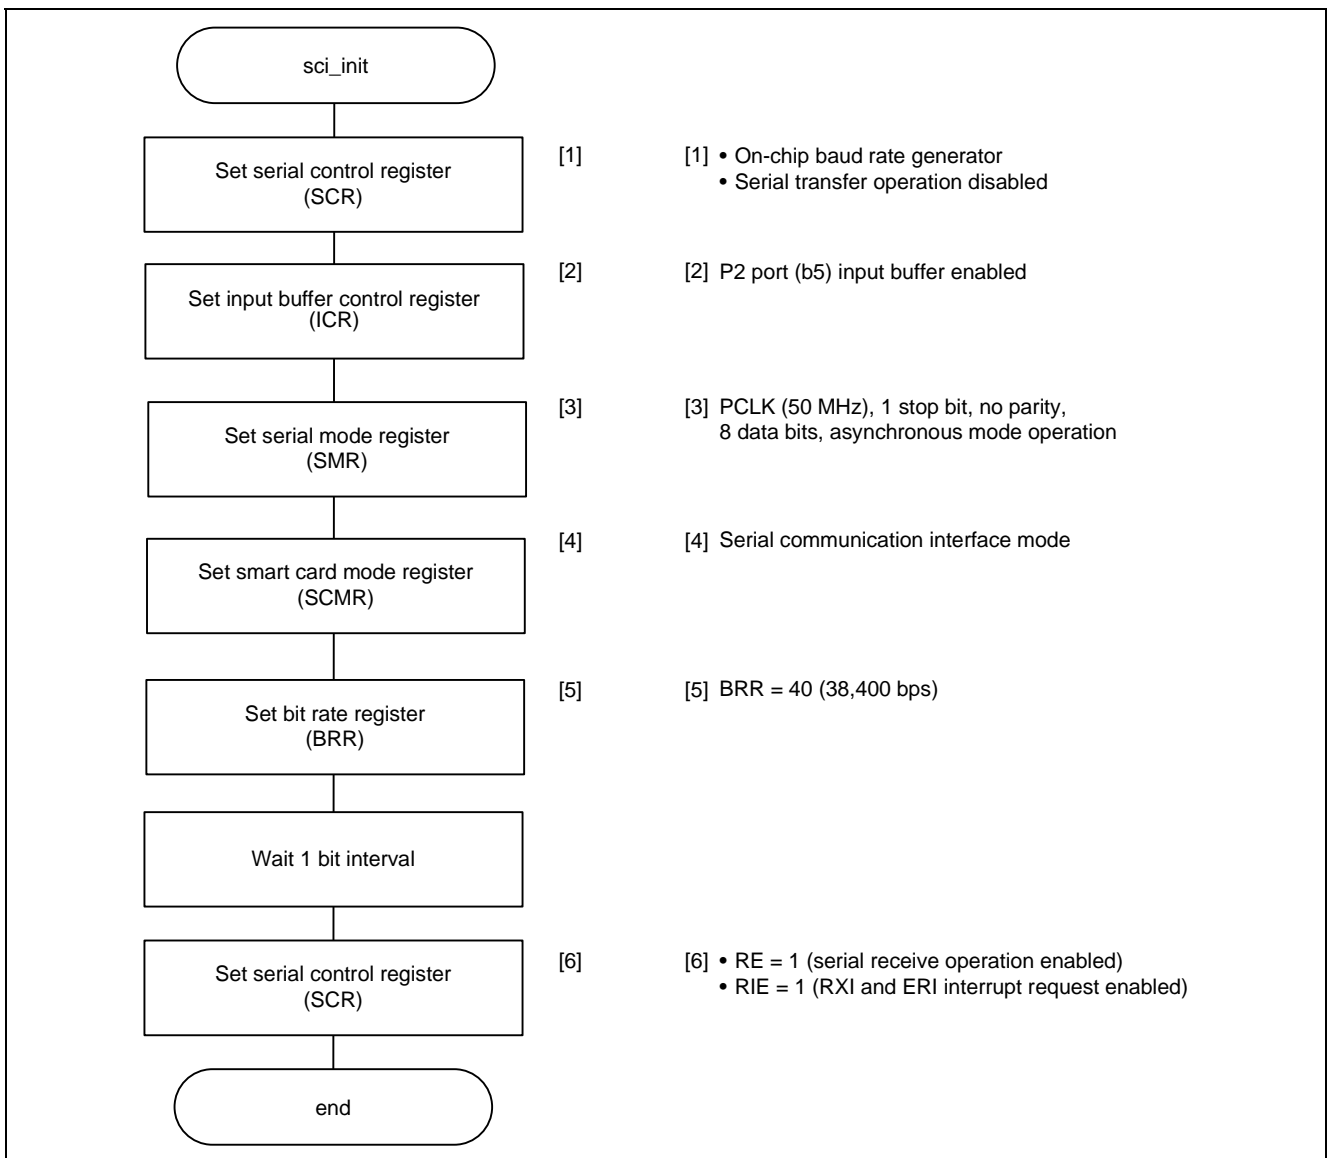 sci_init
Set serial control register
(SCR)
[1]
[1] • On-chip baud rate generator
• Serial transfer operation disabled
Set input buffer control register
(ICR)
[2]
[2] P2 port (b5) input buffer enabled
Set serial mode register
(SMR)
[3]
[3] PCLK (50 MHz), 1 stop bit, no parity,
8 data bits, asynchronous mode operation
Set smart card mode register
(SCMR)
[4]
[4] Serial communication interface mode
Set bit rate register
(BRR)
[5]
[5] BRR = 40 (38,400 bps)
Wait 1 bit interval
Set serial control register
(SCR)
[6]
[6] • RE = 1 (serial receive operation enabled)
• RIE = 1 (RXI and ERI interrupt request enabled)
end